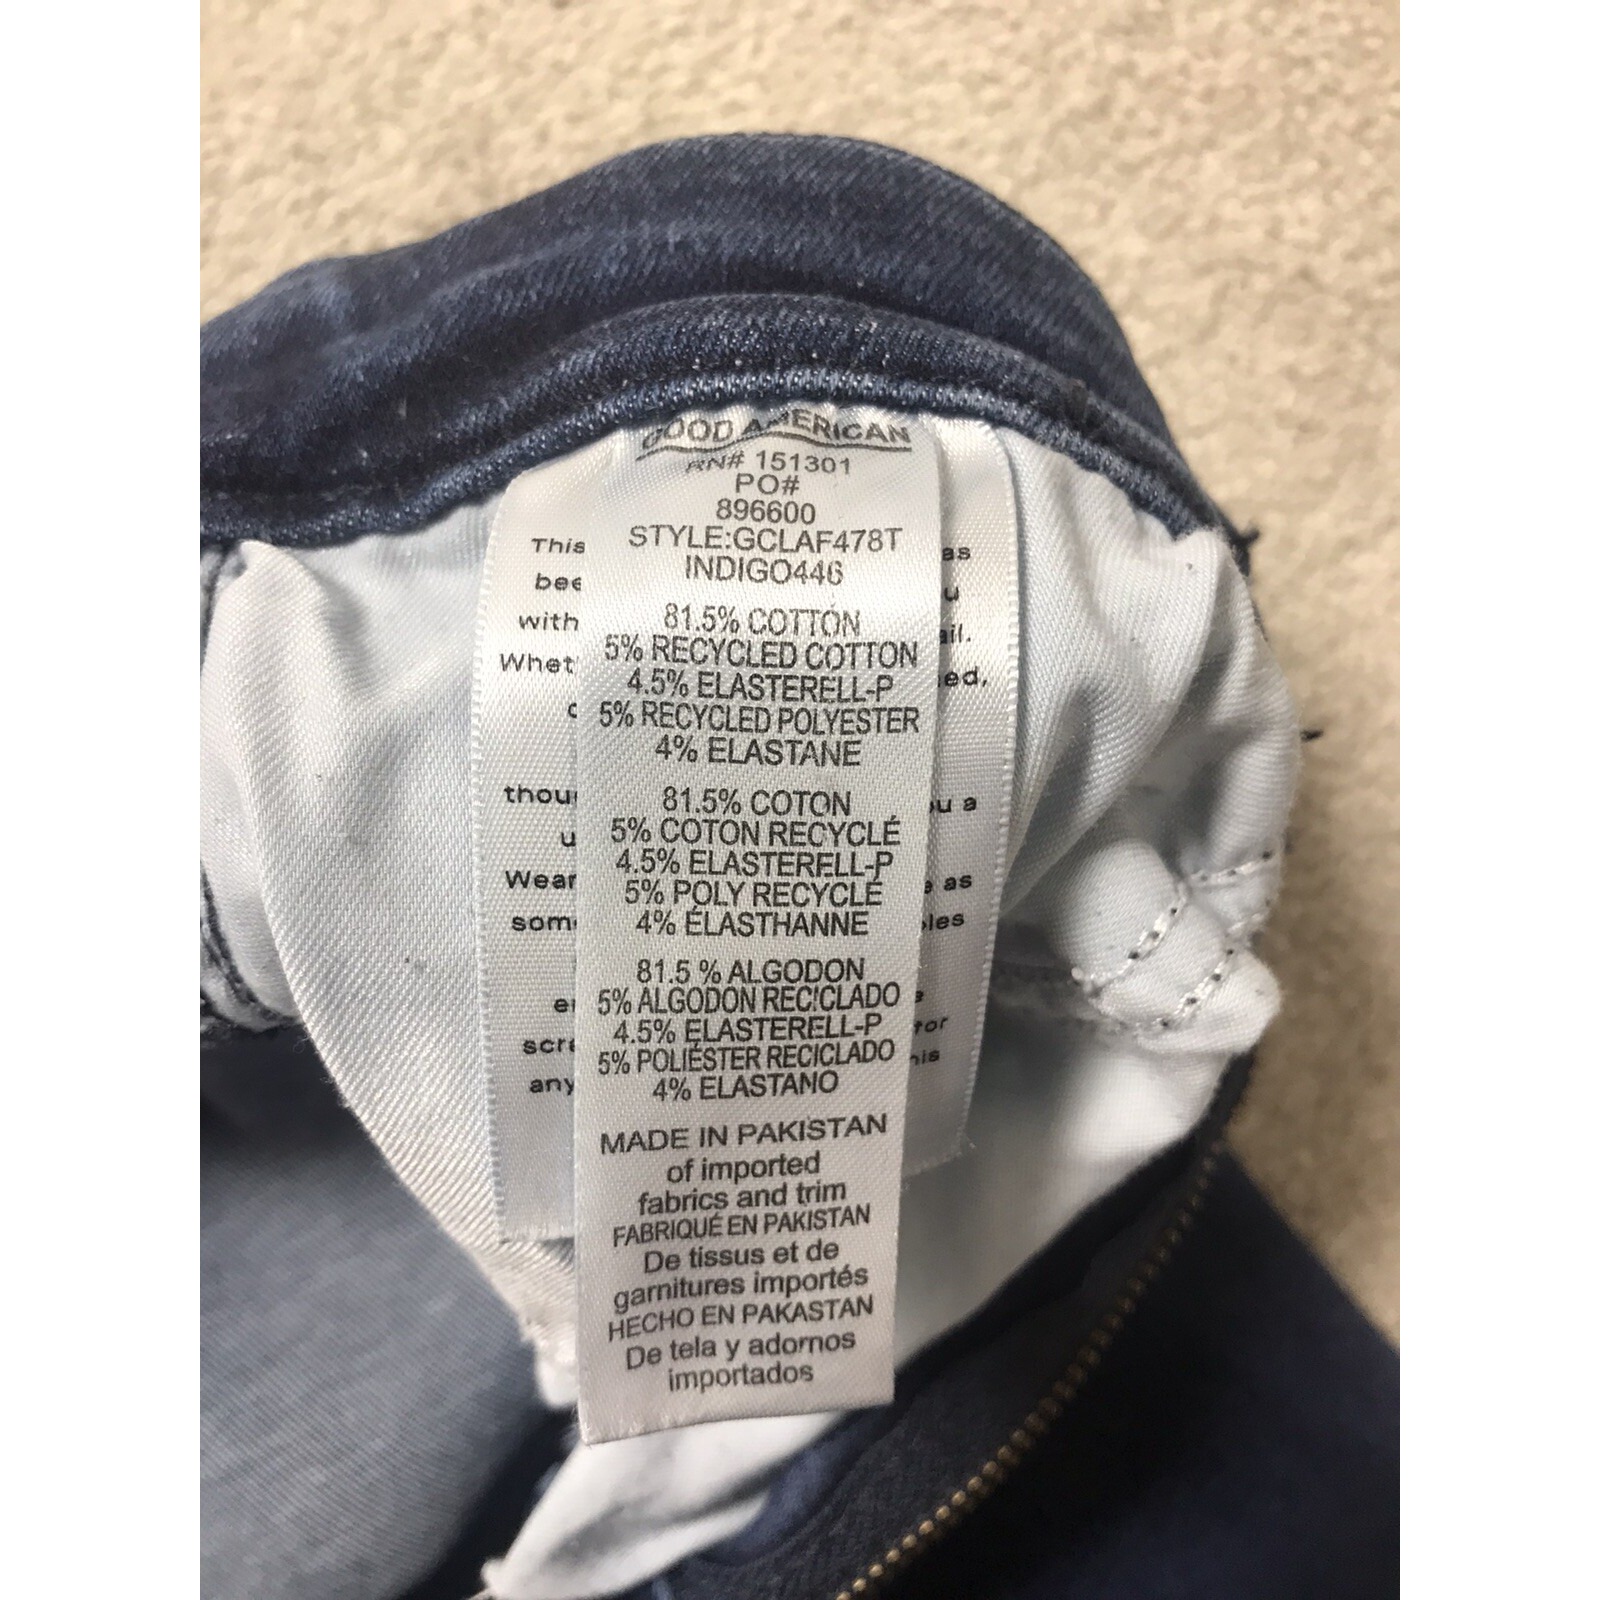 GOOD AMERICAN
RN# 151301
PO#
896600
STYLE:GCLAF478T
INDIGO446
81.5% COTTON
5% RECYCLED COTTON
4.5% ELASTERELL-P
5% RECYCLED POLYESTER
4% ELASTANE
81.5% COTON
5% COTON RECYCLÉ
4.5% ELASTERELL-P
5% POLY RECYCLÉ
4% ÉLASTHANNE
81.5 % ALGODON
5% ALGODON RECICLADO
4.5% ELASTERELL-P
5% POLIÉSTER RECICLADO
4% ELASTANO
MADE IN PAKISTAN
of imported
fabrics and trim
FABRIQUÉ EN PAKISTAN
De tissus et de
garnitures importés
HECHO EN PAKASTAN
De tela y adornos
importados
This
with
as